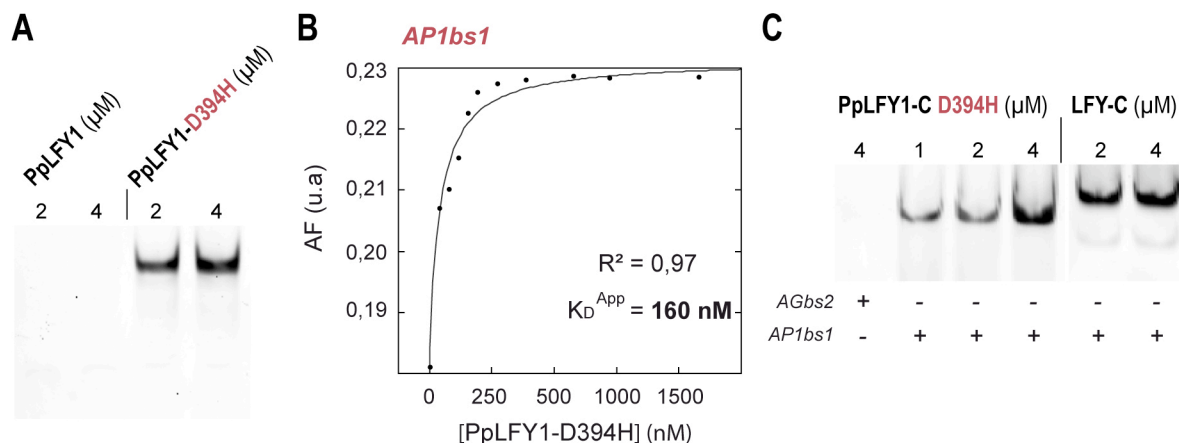 A
PpLFY1 (µM)
PpLFY1-D394H (µM)
2 4 2 4
B
AP1bs1
0,23
0,22
0,21
0,20
0,19
AF (u.a)
R² = 0,97
KD^App = 160 nM
0 250 500 1000 1500
[PpLFY1-D394H] (nM)
C
PpLFY1-C D394H (µM) LFY-C (µM)
4 1 2 4 2 4
AGbs2 + - - - - -
AP1bs1 - + + + + +